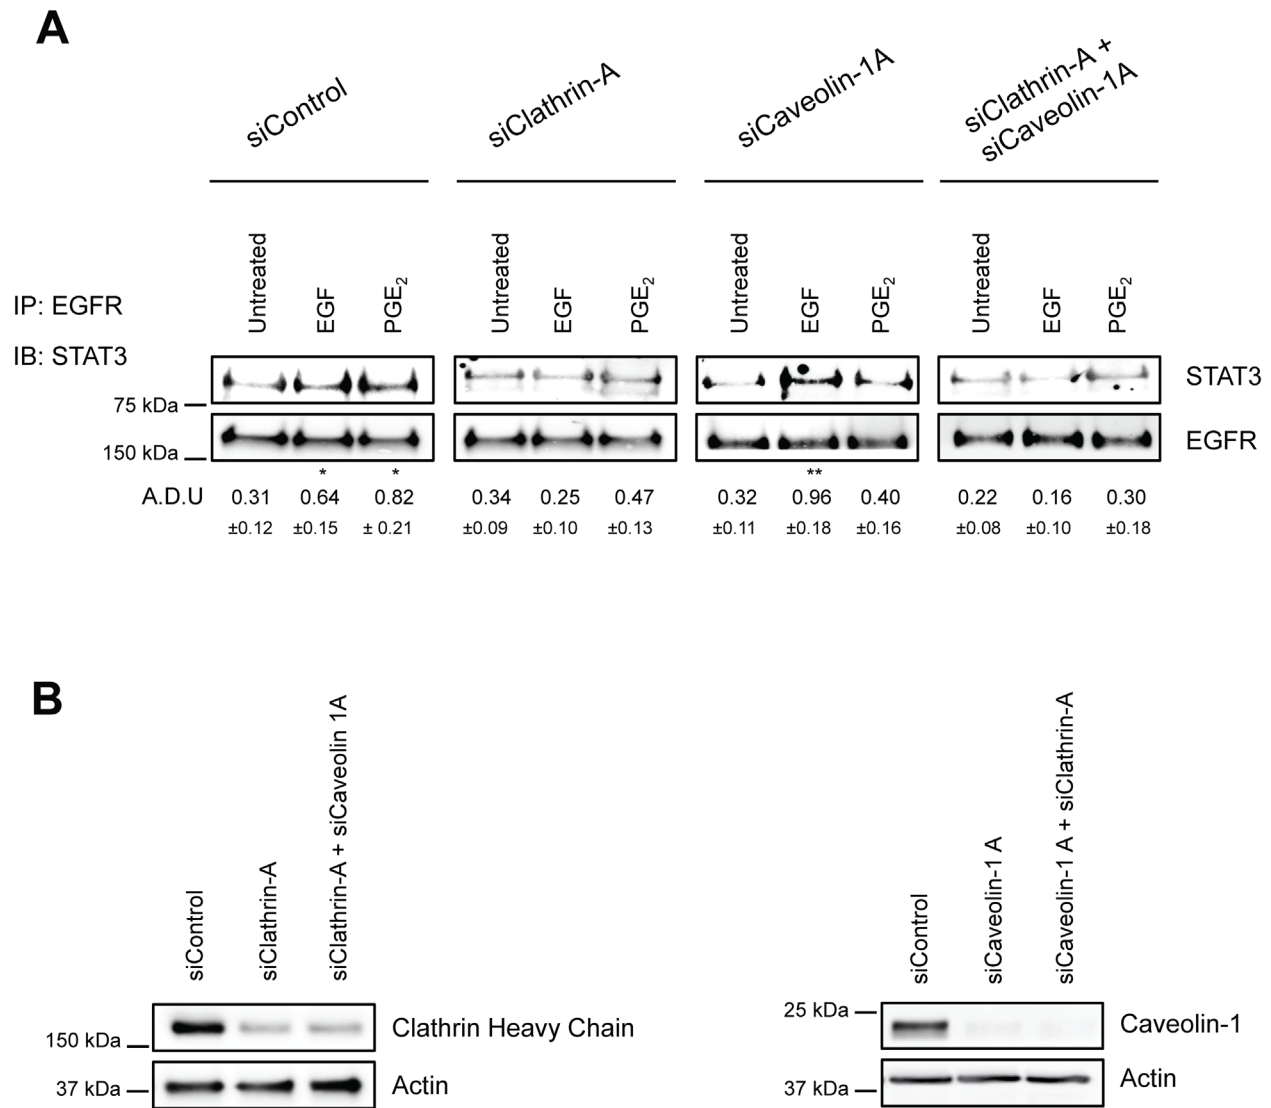 A
siControl
siClathrin-A
siCaveolin-1A
siClathrin-A +
siCaveolin-1A
Untreated
EGF
PGE2
Untreated
EGF
PGE2
Untreated
EGF
PGE2
Untreated
EGF
PGE2
IP: EGFR
IB: STAT3
STAT3
75 kDa
EGFR
150 kDa
* * **
A.D.U 0.31 0.64 0.82 0.34 0.25 0.47 0.32 0.96 0.40 0.22 0.16 0.30
±0.12 ±0.15 ± 0.21 ±0.09 ±0.10 ±0.13 ±0.11 ±0.18 ±0.16 ±0.08 ±0.10 ±0.18
B
siControl
siClathrin-A
siClathrin-A + siCaveolin 1A
150 kDa
Clathrin Heavy Chain
37 kDa
Actin
siControl
siCaveolin-1 A
siCaveolin-1 A + siClathrin-A
25 kDa
Caveolin-1
37 kDa
Actin